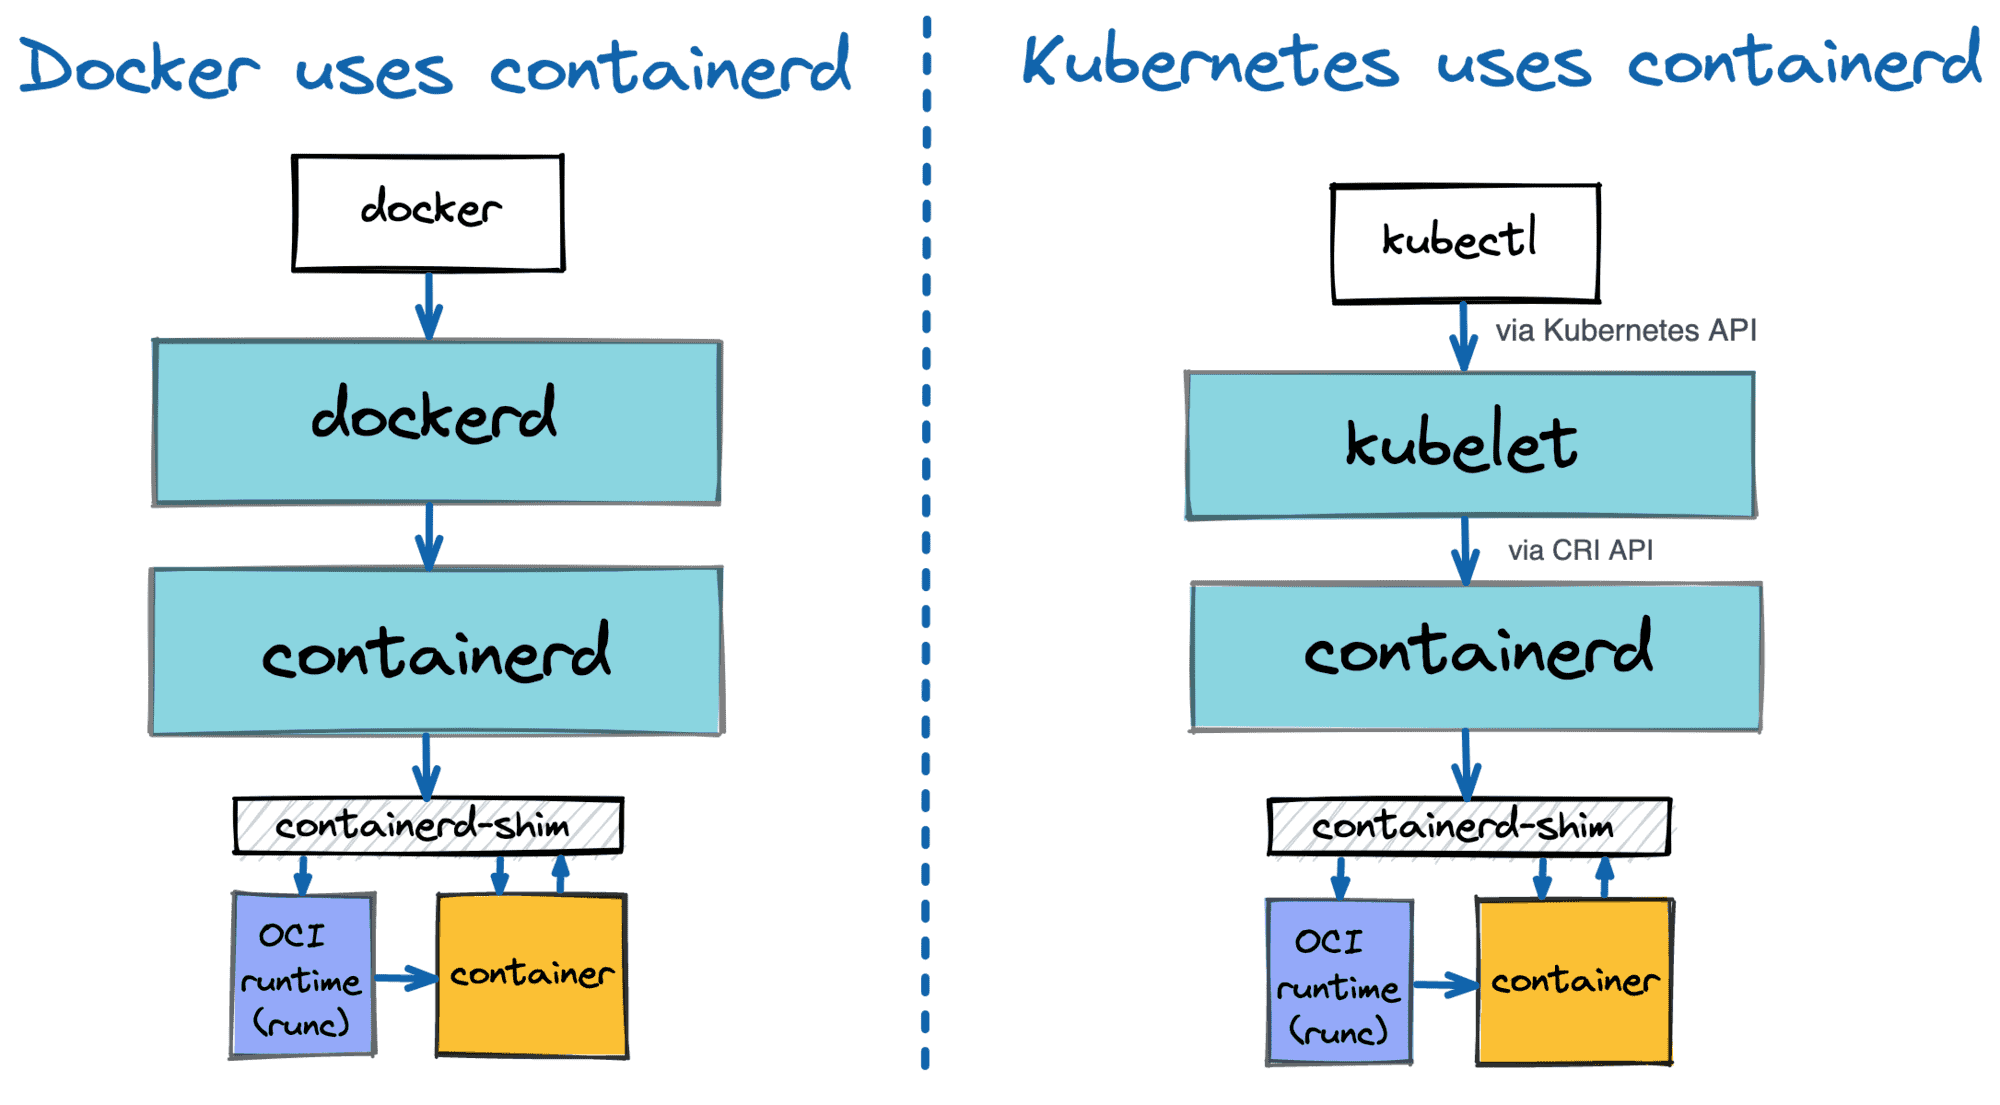 Docker uses containerd
docker
dockerd
containerd
containerd-shim
OCI
runtime
(runc)
container
Kubernetes uses containerd
kubectl
via Kubernetes API
kubelet
via CRI API
containerd
containerd-shim
OCI
runtime
(runc)
container